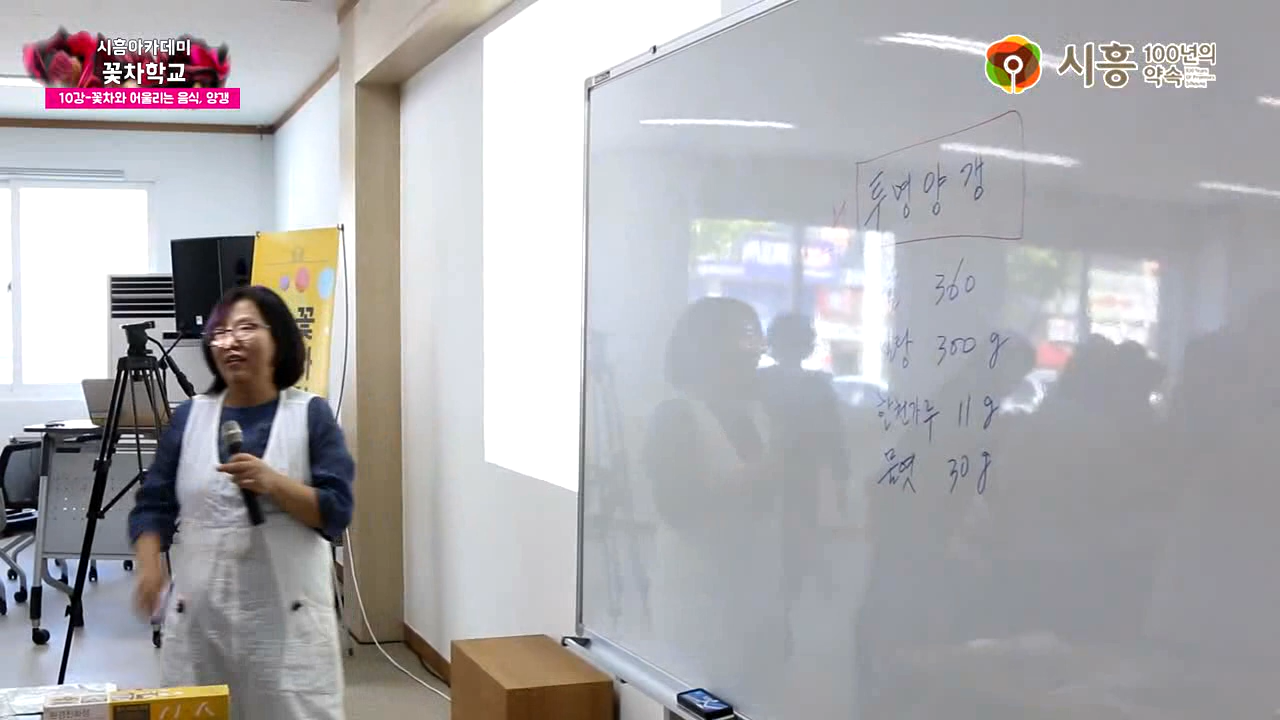 시흥아카데미
꽃차학교
10강-꽃차와 어울리는 음식, 양갱
시흥 100년의
약속
꽃
투명양갱
360
300g
한천가루 11g
물엿 30g